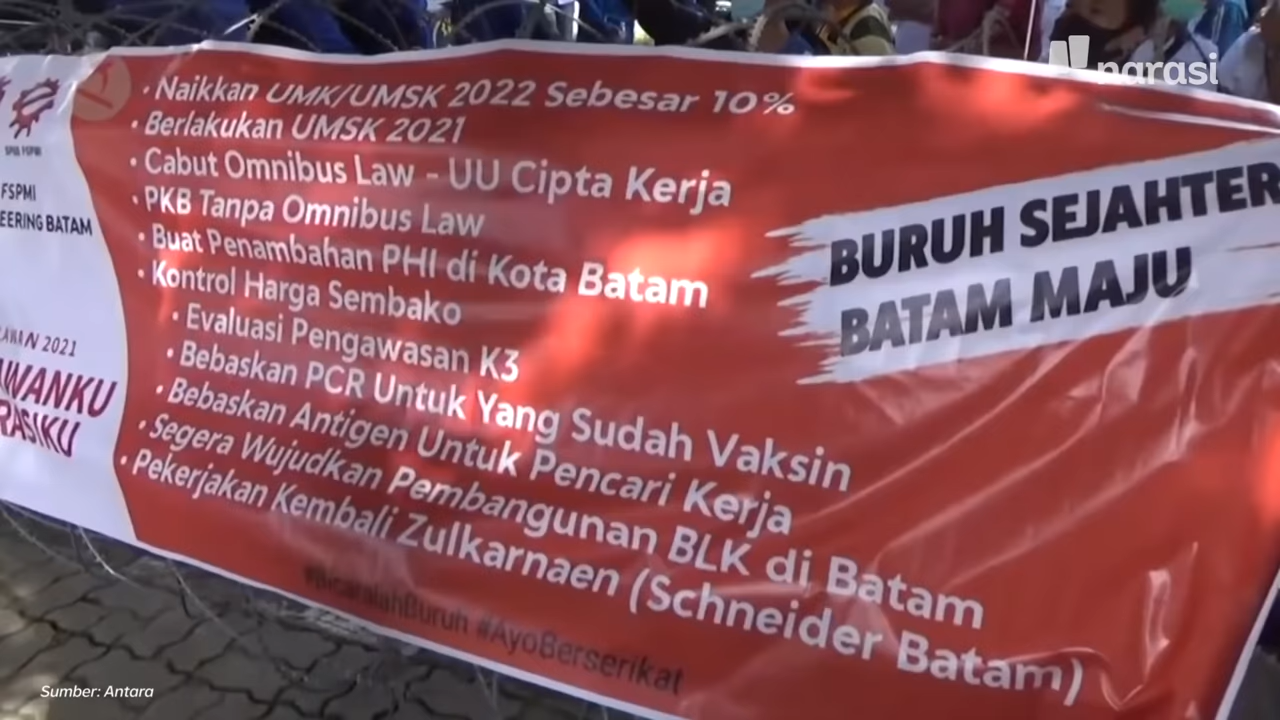 narasi
· Naikkan UMK/UMSK 2022 Sebesar 10%
· Berlakukan UMSK 2021
· Cabut Omnibus Law - UU Cipta Kerja
· PKB Tanpa Omnibus Law
· Buat Penambahan PHI di Kota Batam
· Kontrol Harga Sembako
· Evaluasi Pengawasan K3
· Bebaskan PCR Untuk Yang Sudah Vaksin
· Bebaskan Antigen Untuk Pencari Kerja
· Segera Wujudkan Pembangunan BLK di Batam
· Pekerjakan Kembali Zulkarnaen (Schneider Batam)
#BicaralahBuruh #AyoBerserikat
BURUH SEJAHTER
BATAM MAJU
FSPMI
EERING BATAM
2021
WANKU
RASIKU
Sumber: Antara